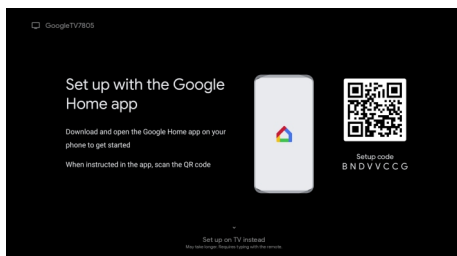 GoogleTV7805
Set up with the Google
Home app
Download and open the Google Home app on your
phone to get started
When instructed in the app, scan the QR code
Setup code
BNDVVCCG
Set up on TV instead
May take longer. Requires typing with the remote.